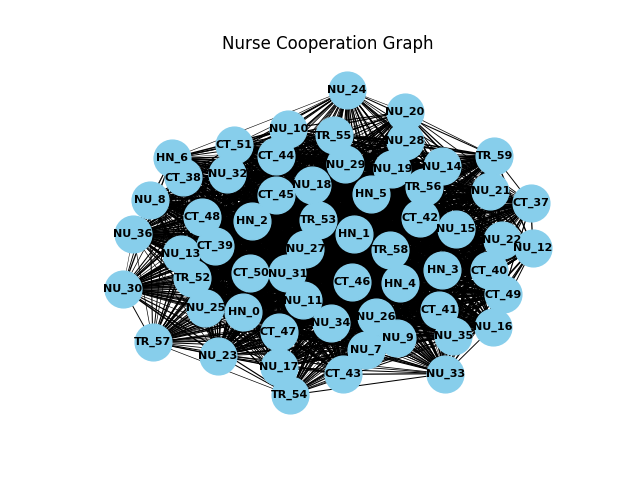 Nurse Cooperation Graph
NU_24
NU_20
NU_10
TR_55
NU_28
CT_51
CT_44
HN_6
TR_59
NU_29
NU_14
NU_19
NU_32
CT_38
NU_18
TR_56
NU_21
CT_45
HN_5
NU_8
CT_37
CT_48
CT_42
HN_2
TR_53
NU_15
NU_36
HN_1
NU_22
CT_39
NU_12
NU_27
TR_58
NU_13
CT_50
NU_31
HN_3
CT_40
TR_52
CT_46
HN_4
NU_30
CT_49
NU_11
NU_25
HN_0
CT_41
NU_26
NU_34
NU_16
CT_47
NU_35
NU_9
TR_57
NU_7
NU_23
NU_17
CT_43
NU_33
TR_54